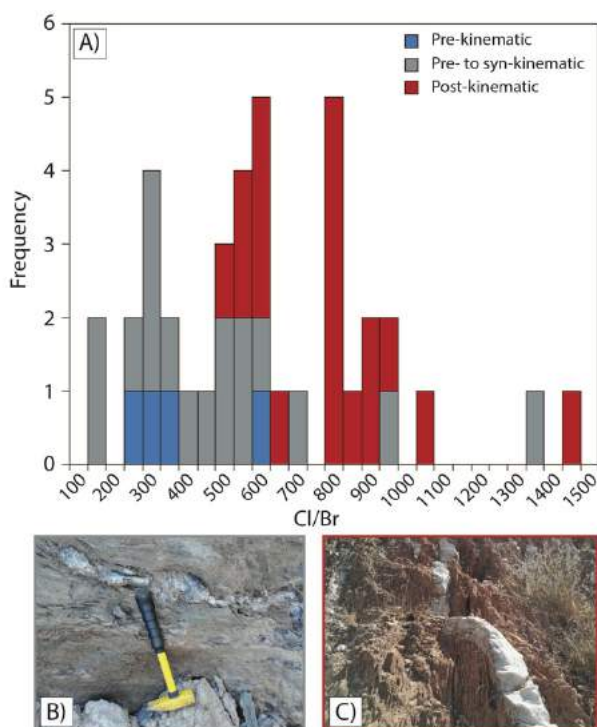 A)
Pre-kinematic
Pre- to syn-kinematic
Post-kinematic
6
5
4
3
2
1
0
Frequency
100 200 300 400 500 600 700 800 900 1000 1100 1200 1300 1400 1500
Cl/Br
B)
C)